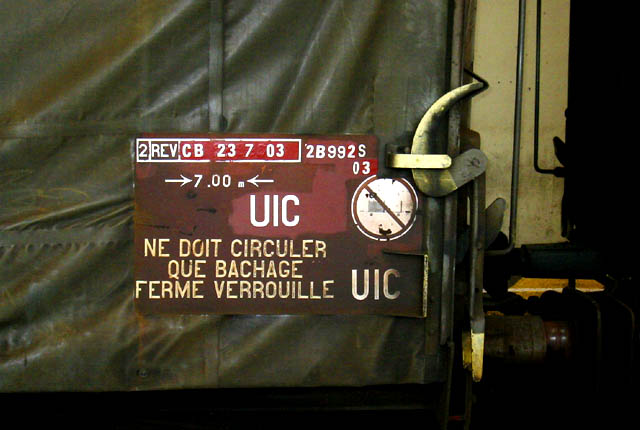 2 REV CB 23 7 03 2B992S
03
→7.00 m←
UIC
NE DOIT CIRCULER
QUE BACHAGE
FERME VERROUILLE UIC